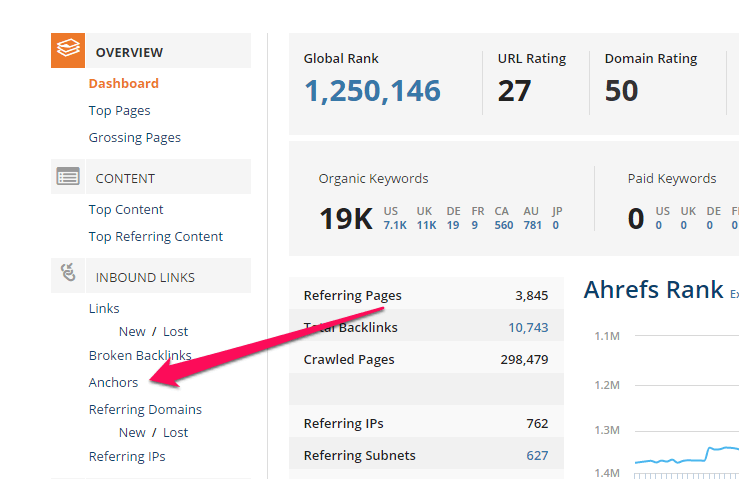 OVERVIEW
Dashboard
Top Pages
Grossing Pages
CONTENT
Top Content
Top Referring Content
INBOUND LINKS
Links
New / Lost
Broken Backlinks
Anchors
Referring Domains
New / Lost
Referring IPs
Global Rank
1,250,146
URL Rating
27
Domain Rating
50
Organic Keywords
19K
US UK DE FR CA AU JP
7.1K 11K 19 9 560 781 0
Paid Keywords
0
US UK DE
0 0 0 0
Referring Pages 3,845
Total Backlinks 10,743
Crawled Pages 298,479
Referring IPs 762
Referring Subnets 627
Ahrefs Rank
1.1M
1.2M
1.3M
1.4M